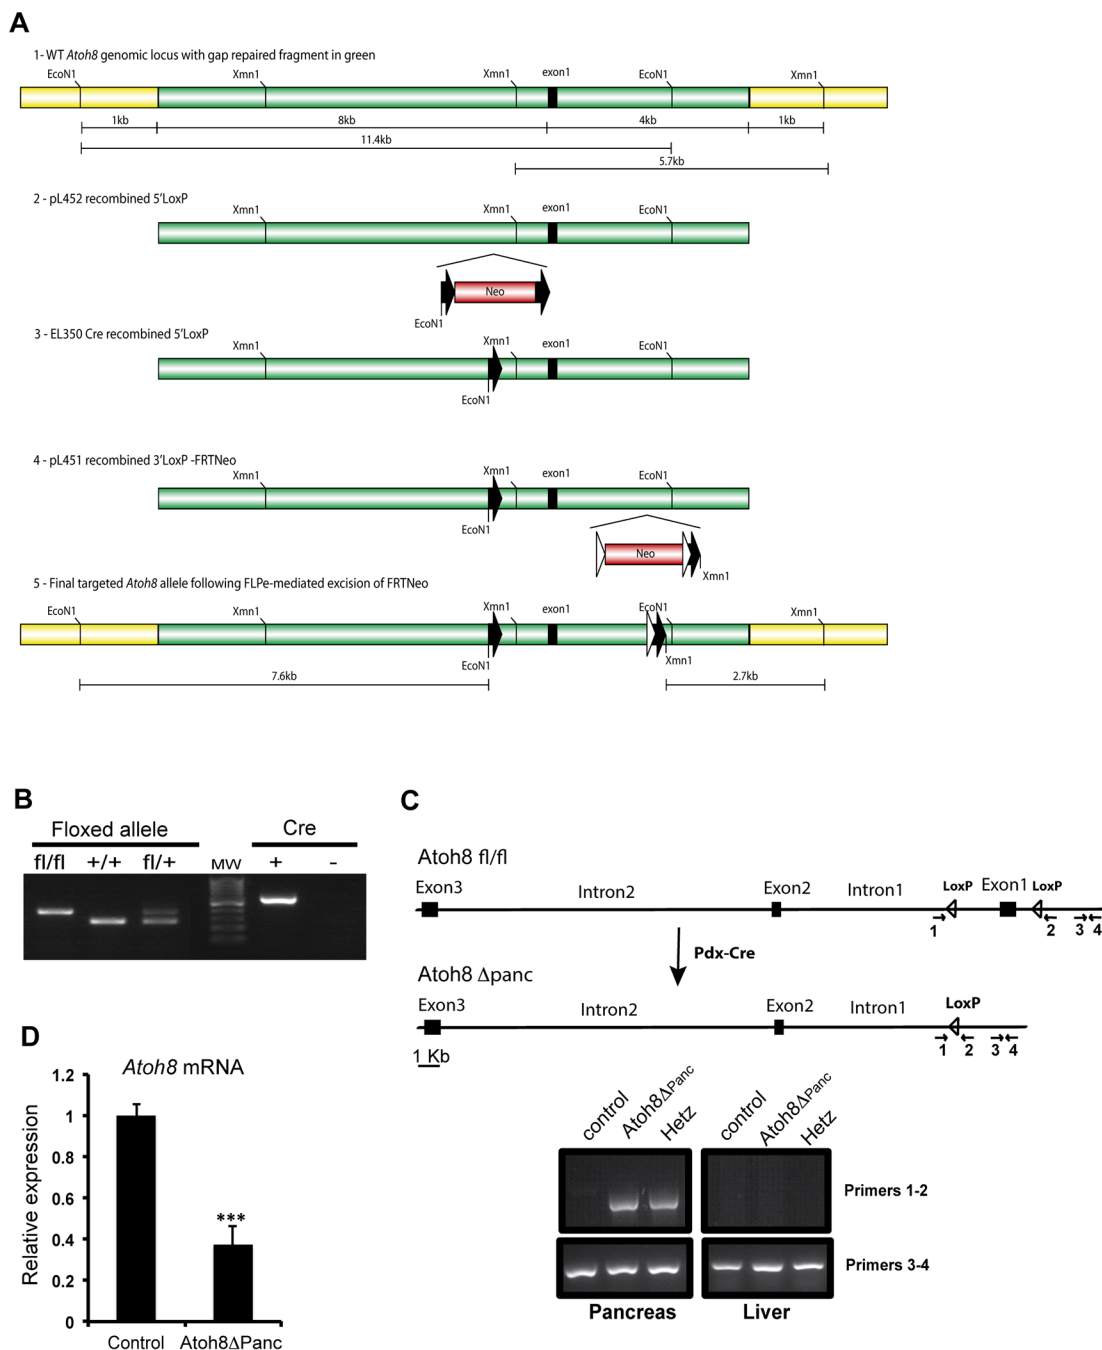 A
1- WT Atoh8 genomic locus with gap repaired fragment in green
EcoN1 Xmn1 Xmn1 exon1 EcoN1 Xmn1
1kb 8kb 4kb 1kb
11.4kb
5.7kb
2 - pL452 recombined 5'LoxP
Xmn1 Xmn1 exon1 EcoN1
Neo
EcoN1
3 - EL350 Cre recombined 5'LoxP
Xmn1 Xmn1 exon1 EcoN1
EcoN1
4 - pL451 recombined 3'LoxP -FRTNeo
Xmn1 Xmn1 exon1 EcoN1
EcoN1
Neo
Xmn1
5 - Final targeted Atoh8 allele following FLPe-mediated excision of FRTNeo
EcoN1 Xmn1 Xmn1 exon1 EcoN1 Xmn1
EcoN1 Xmn1
7.6kb 2.7kb
B
Floxed allele Cre
fl/fl +/+ fl/+ MW + -
C
Atoh8 fl/fl
Exon3 Intron2 Exon2 Intron1 LoxP Exon1 LoxP
1 2 3 4
Pdx-Cre
Atoh8 Δpanc
Exon3 Intron2 Exon2 Intron1 LoxP
1 2 3 4
1 Kb
control Atoh8ΔPanc Hetz control Atoh8ΔPanc Hetz
Primers 1-2
Primers 3-4
Pancreas Liver
D
Atoh8 mRNA
Relative expression
1.2
1
0.8
0.6
0.4
0.2
0
***
Control Atoh8ΔPanc